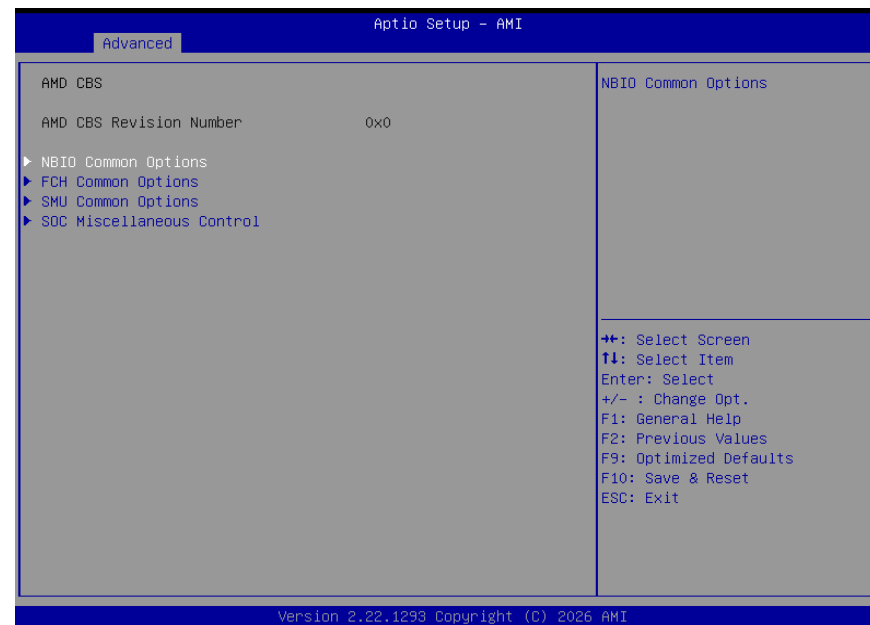 Aptio Setup – AMI
Advanced
AMD CBS
AMD CBS Revision Number 0x0
NBIO Common Options
FCH Common Options
SMU Common Options
SOC Miscellaneous Control
NBIO Common Options
→←: Select Screen
↑↓: Select Item
Enter: Select
+/- : Change Opt.
F1: General Help
F2: Previous Values
F9: Optimized Defaults
F10: Save & Reset
ESC: Exit
Version 2.22.1293 Copyright (C) 2026 AMI